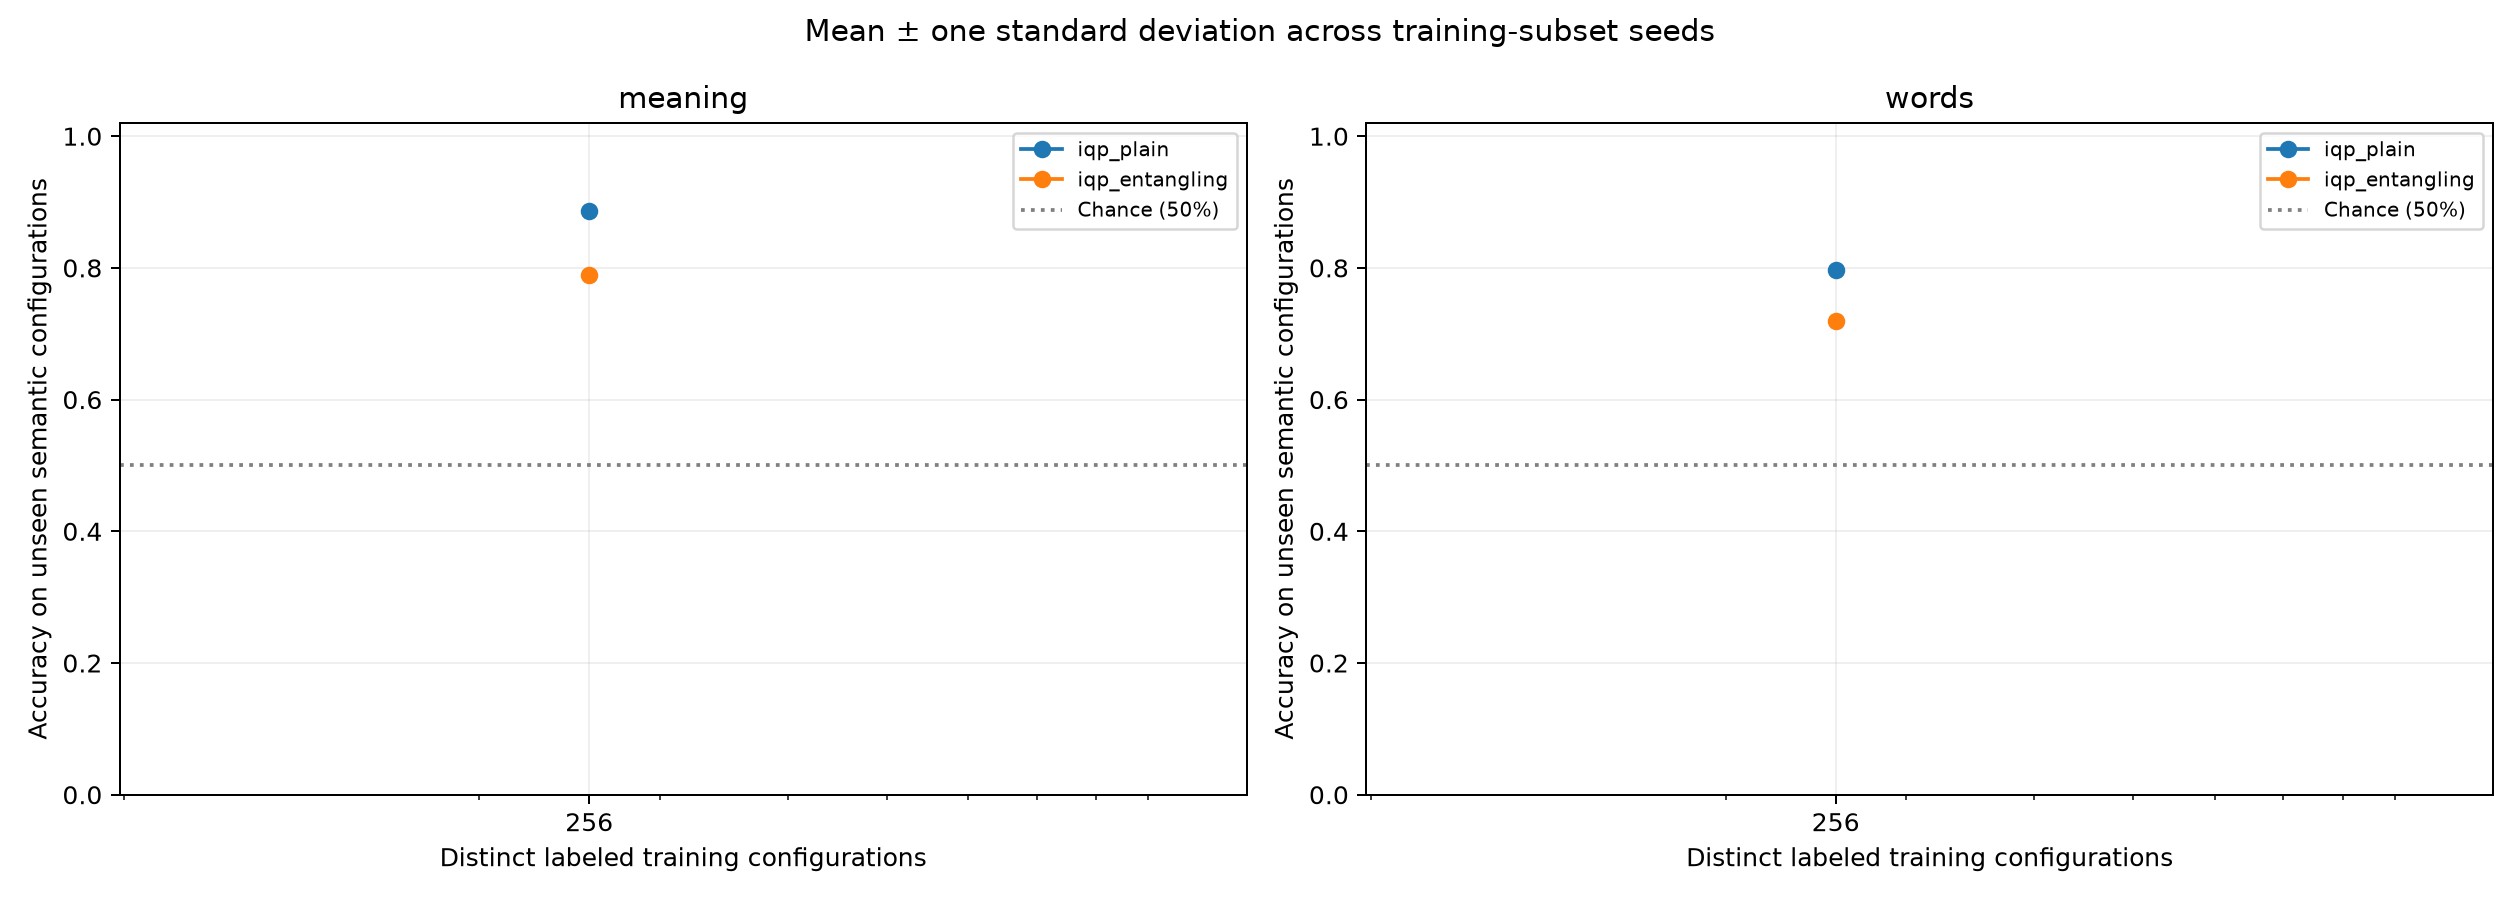 Mean ± one standard deviation across training-subset seeds
meaning
Accuracy on unseen semantic configurations
1.0
0.8
0.6
0.4
0.2
0.0
iqp_plain
iqp_entangling
Chance (50%)
256
Distinct labeled training configurations
words
Accuracy on unseen semantic configurations
1.0
0.8
0.6
0.4
0.2
0.0
iqp_plain
iqp_entangling
Chance (50%)
256
Distinct labeled training configurations